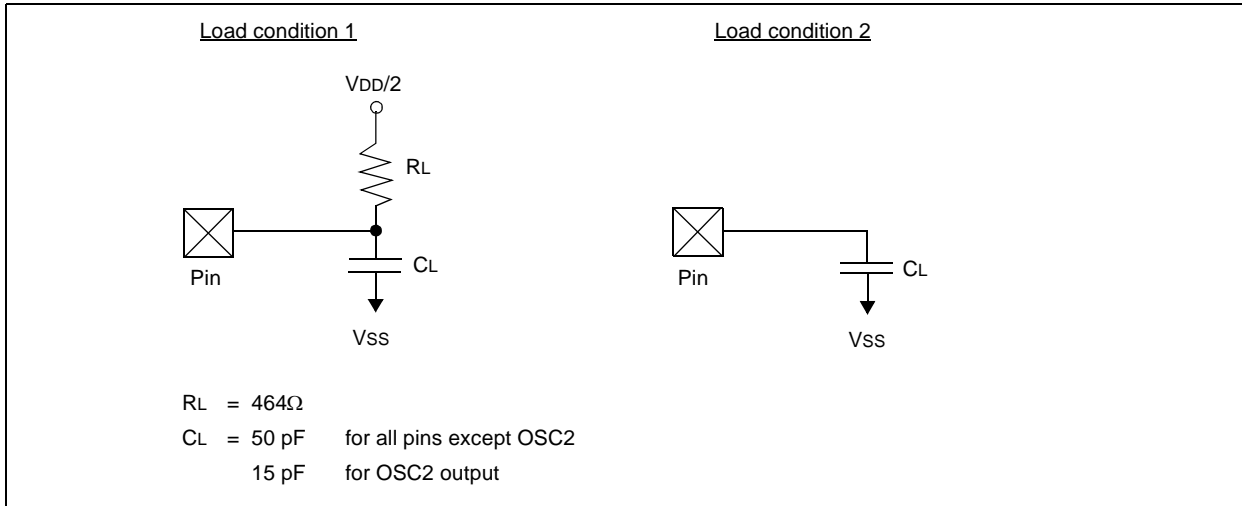 Load condition 1
Load condition 2
VDD/2
RL
Pin
CL
VSS
Pin
CL
VSS
RL = 464Ω
CL = 50 pF for all pins except OSC2
15 pF for OSC2 output